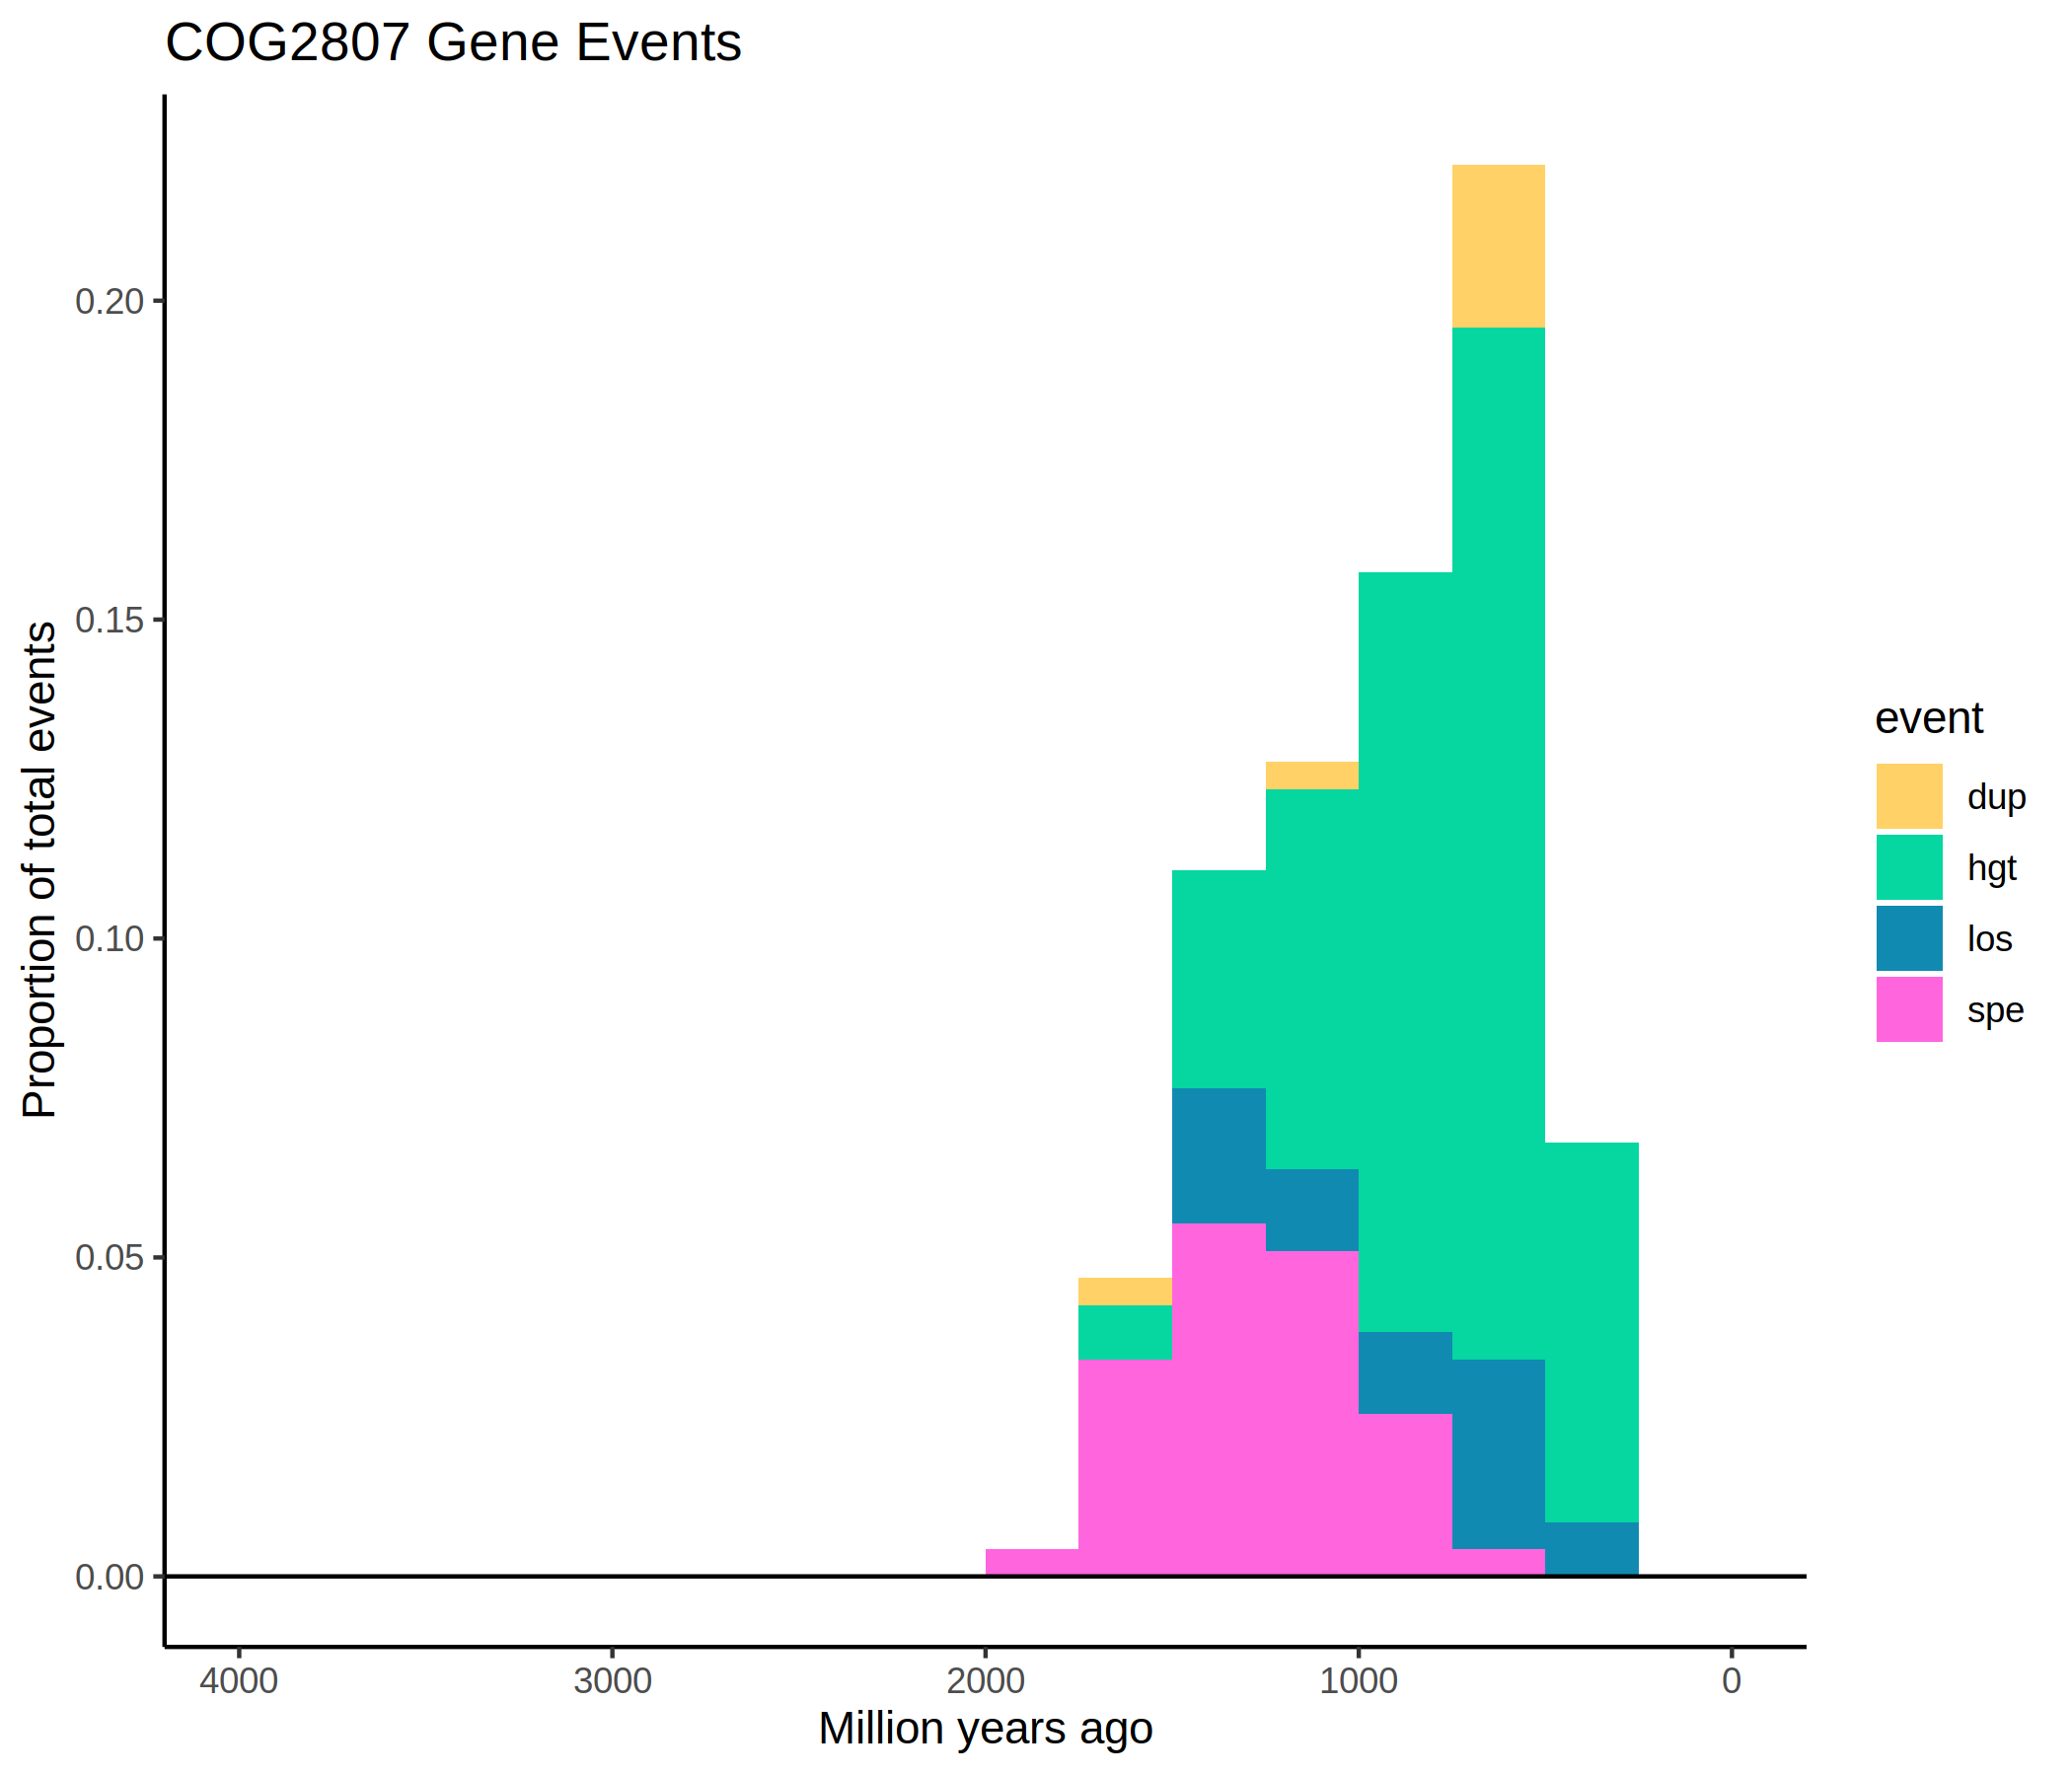 COG2807 Gene Events
Proportion of total events
0.20
0.15
0.10
0.05
0.00
4000 3000 2000 1000 0
Million years ago
event
dup
hgt
los
spe